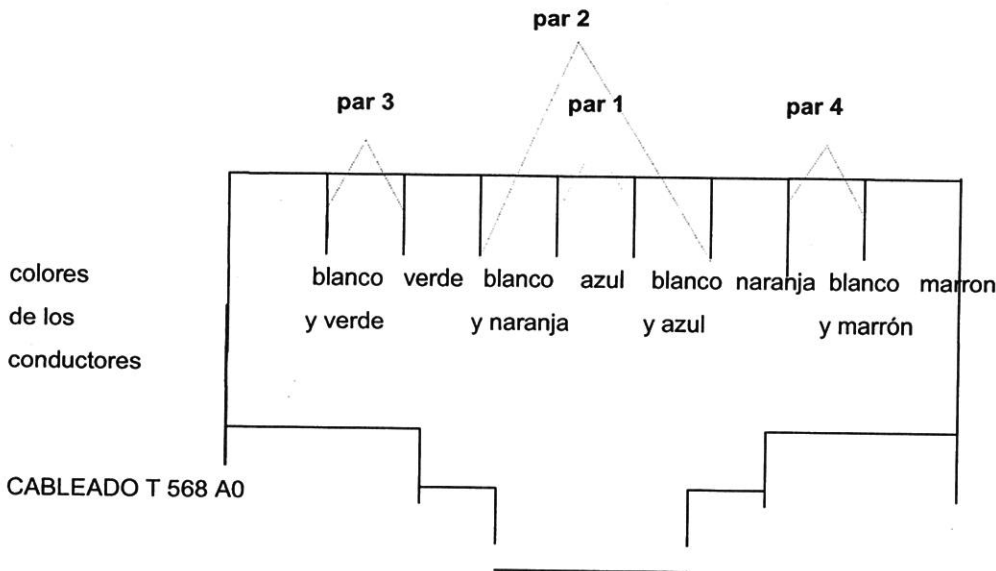 par 2
par 3 par 1 par 4
colores blanco verde blanco azul blanco naranja blanco marron
de los y verde y naranja y azul y marrón
conductores
CABLEADO T 568 A0